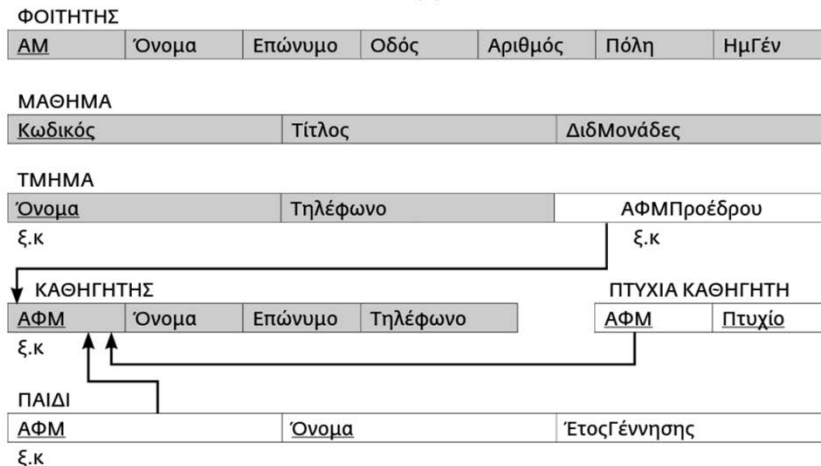 ΦΟΙΤΗΤΗΣ
ΑΜ Όνομα Επώνυμο Οδός Αριθμός Πόλη ΗμΓέν
ΜΑΘΗΜΑ
Κωδικός Τίτλος ΔιδΜονάδες
ΤΜΗΜΑ
Όνομα Τηλέφωνο ΑΦΜΠροέδρου
ξ.κ ξ.κ
ΚΑΘΗΓΗΤΗΣ ΠΤΥΧΙΑ ΚΑΘΗΓΗΤΗ
ΑΦΜ Όνομα Επώνυμο Τηλέφωνο ΑΦΜ Πτυχίο
ξ.κ
ΠΑΙΔΙ
ΑΦΜ Όνομα ΈτοςΓέννησης
ξ.κ